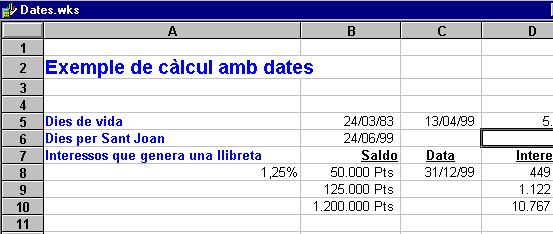 Dates.wks
A B C D
1
2 Exemple de càlcul amb dates
3
4
5 Dies de vida 24/03/83 13/04/99 5.
6 Dies per Sant Joan 24/06/99
7 Interessos que genera una llibreta Saldo Data Intere
8 1,25% 50.000 Pts 31/12/99 449
9 125.000 Pts 1.122
10 1.200.000 Pts 10.767
11